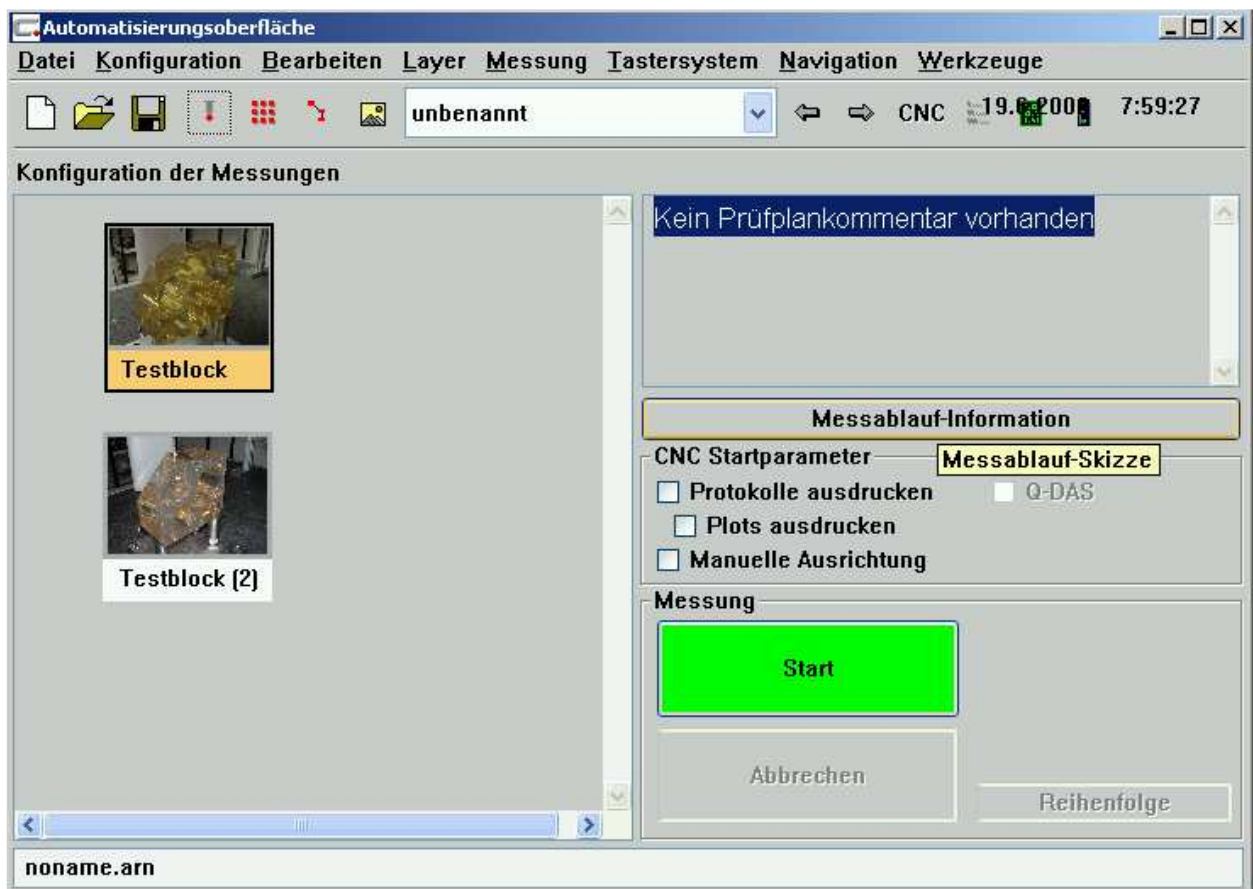 Automatisierungsoberfläche
Datei Konfiguration Bearbeiten Layer Messung Tastersystem Navigation Werkzeuge
unbenannt CNC 7:59:27
Konfiguration der Messungen
Kein Prüfplankommentar vorhanden
Testblock
Messablauf-Information
CNC Startparameter
Messablauf-Skizze
Protokolle ausdrucken Q-DAS
Plots ausdrucken
Manuelle Ausrichtung
Testblock (2)
Messung
Start
Abbrechen
Reihenfolge
noname.arn